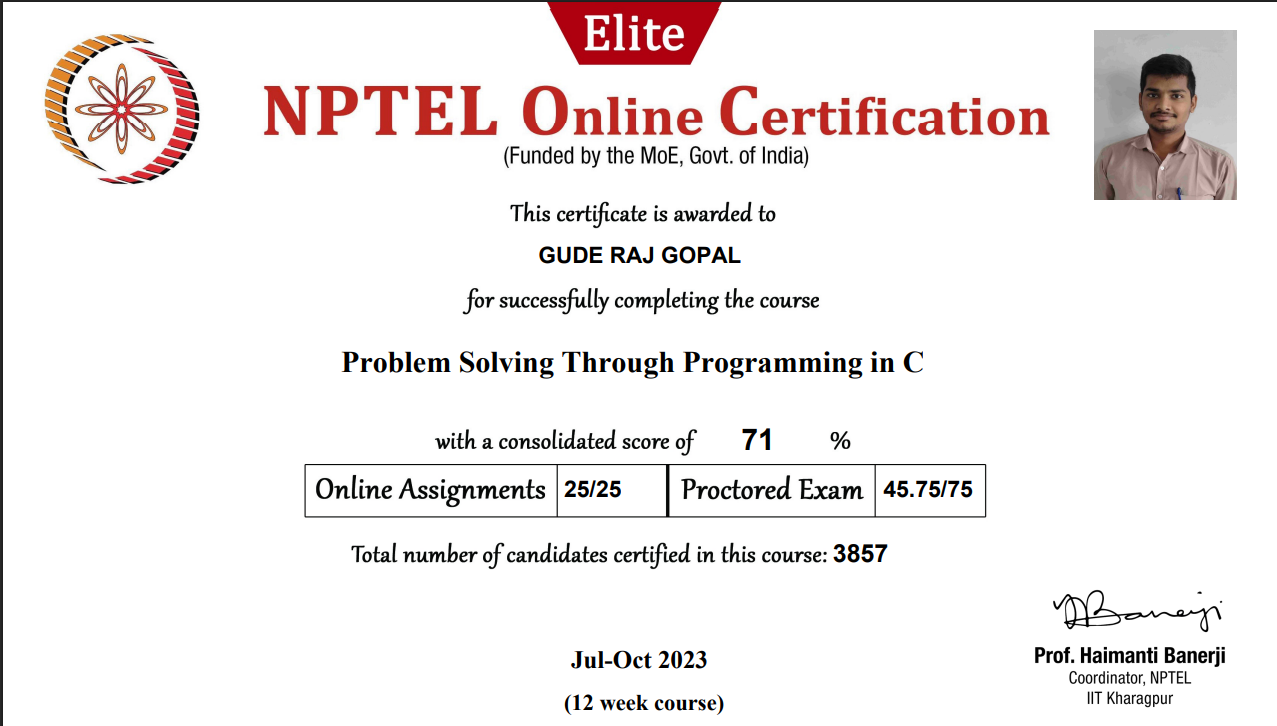 Elite
NPTEL Online Certification
(Funded by the MoE, Govt. of India)
This certificate is awarded to
GUDE RAJ GOPAL
for successfully completing the course
Problem Solving Through Programming in C
with a consolidated score of 71 %
Online Assignments 25/25 Proctored Exam 45.75/75
Total number of candidates certified in this course: 3857
Banerji
Prof. Haimanti Banerji
Coordinator, NPTEL
IIT Kharagpur
Jul-Oct 2023
(12 week course)